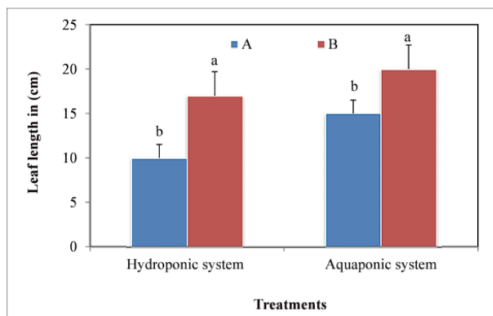 25
20
15
10
5
0
Leaf length in (cm)
A B
b a b a
Hydroponic system Aquaponic system
Treatments